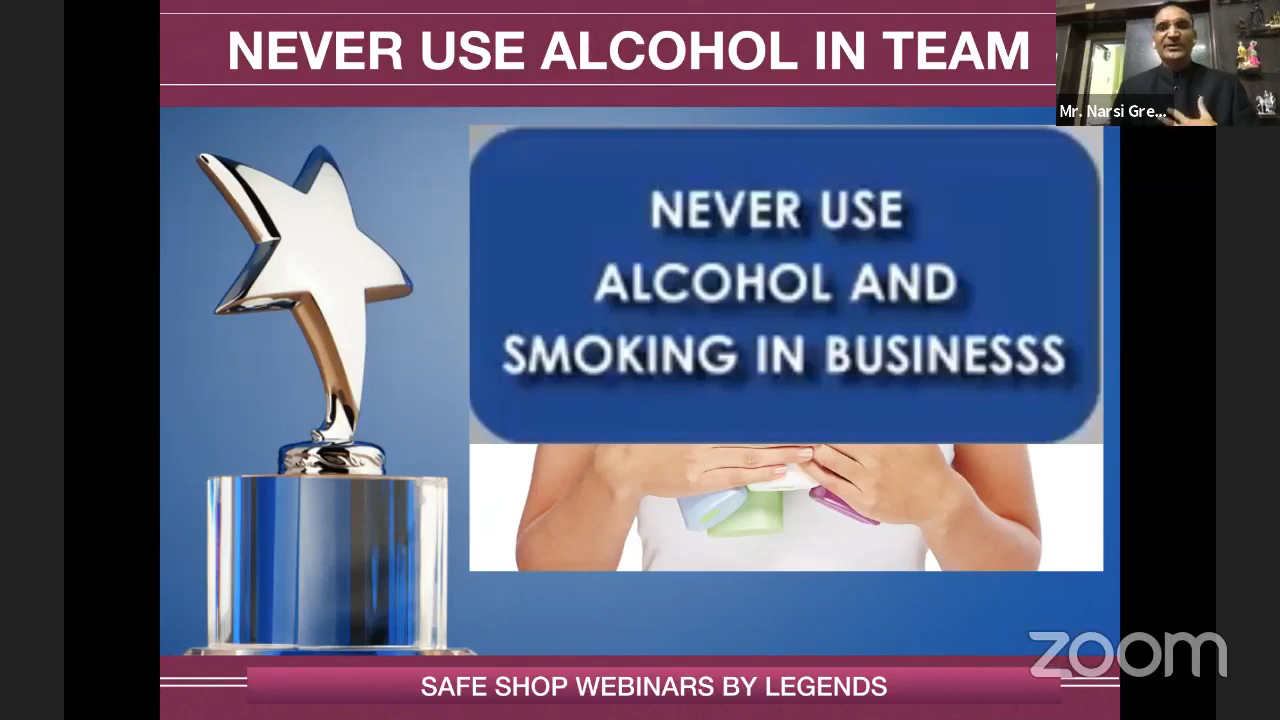 NEVER USE ALCOHOL IN TEAM
Mr. Narsi Gre...
NEVER USE
ALCOHOL AND
SMOKING IN BUSINESSS
zoom
SAFE SHOP WEBINARS BY LEGENDS